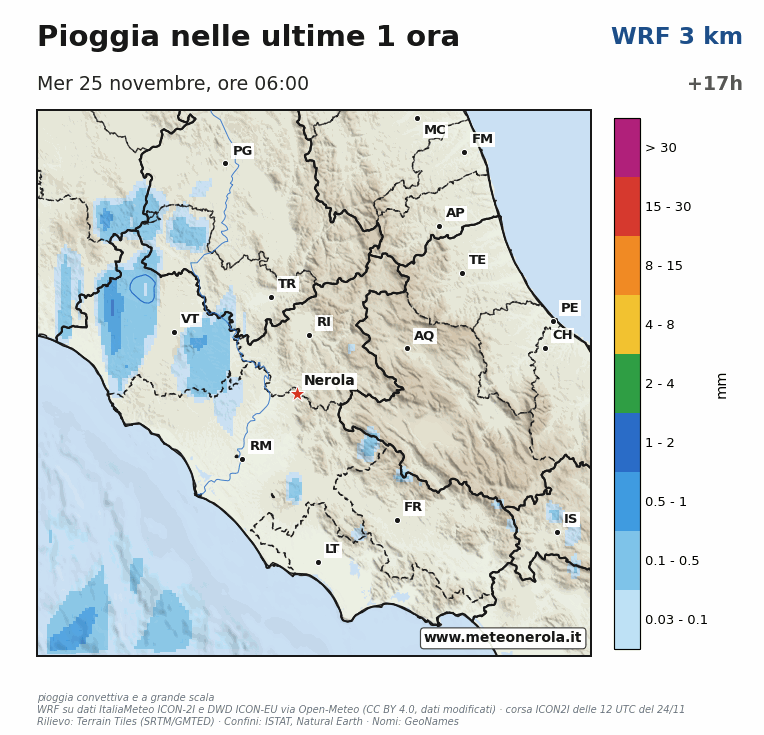 Pioggia nelle ultime 1 ora
WRF 3 km
Mer 25 novembre, ore 06:00
+17h
MC
FM
PG
AP
TE
TR
PE
VT
RI
AQ
CH
Nerola
RM
FR
IS
LT
www.meteonerola.it
> 30
15 - 30
8 - 15
4 - 8
2 - 4
1 - 2
0.5 - 1
0.1 - 0.5
0.03 - 0.1
mm
pioggia convettiva e a grande scala
WRF su dati ItaliaMeteo ICON-2I e DWD ICON-EU via Open-Meteo (CC BY 4.0, dati modificati) · corsa ICON2I delle 12 UTC del 24/11
Rilievo: Terrain Tiles (SRTM/GMTED) · Confini: ISTAT, Natural Earth · Nomi: GeoNames